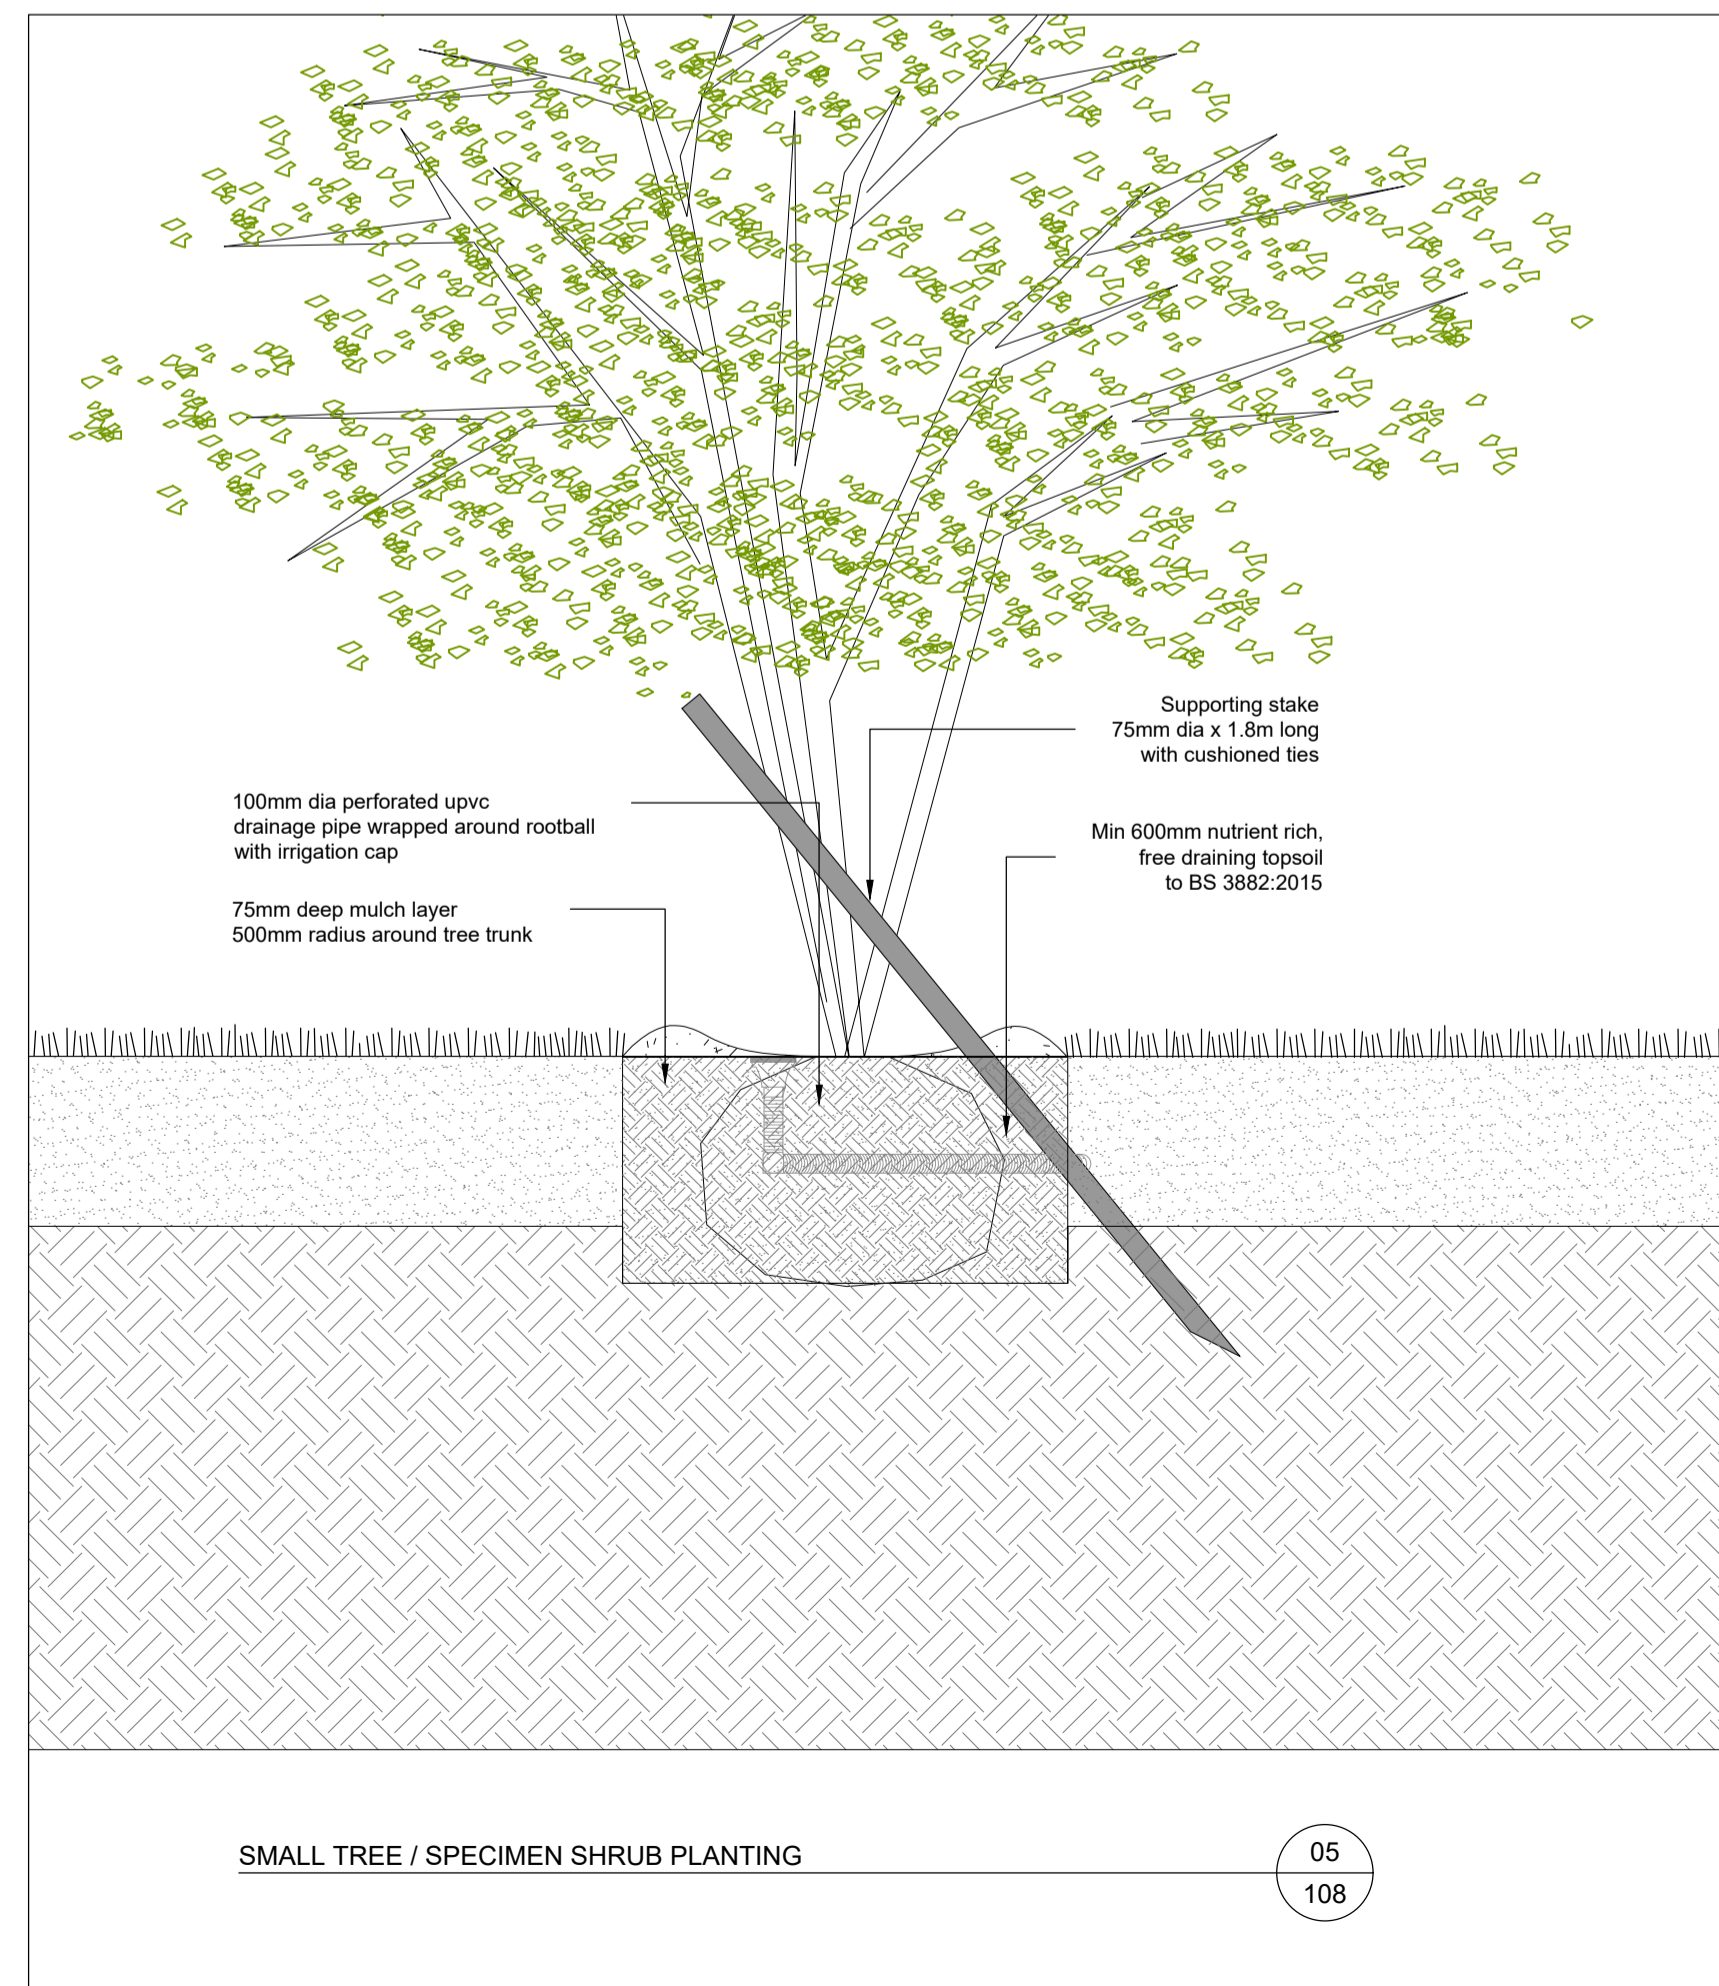 Supporting stake
75mm dia x 1.8m long
with cushioned ties
100mm dia perforated upvc
drainage pipe wrapped around rootball
with irrigation cap
Min 600mm nutrient rich,
free draining topsoil
to BS 3882:2015
75mm deep mulch layer
500mm radius around tree trunk
SMALL TREE / SPECIMEN SHRUB PLANTING
05
108